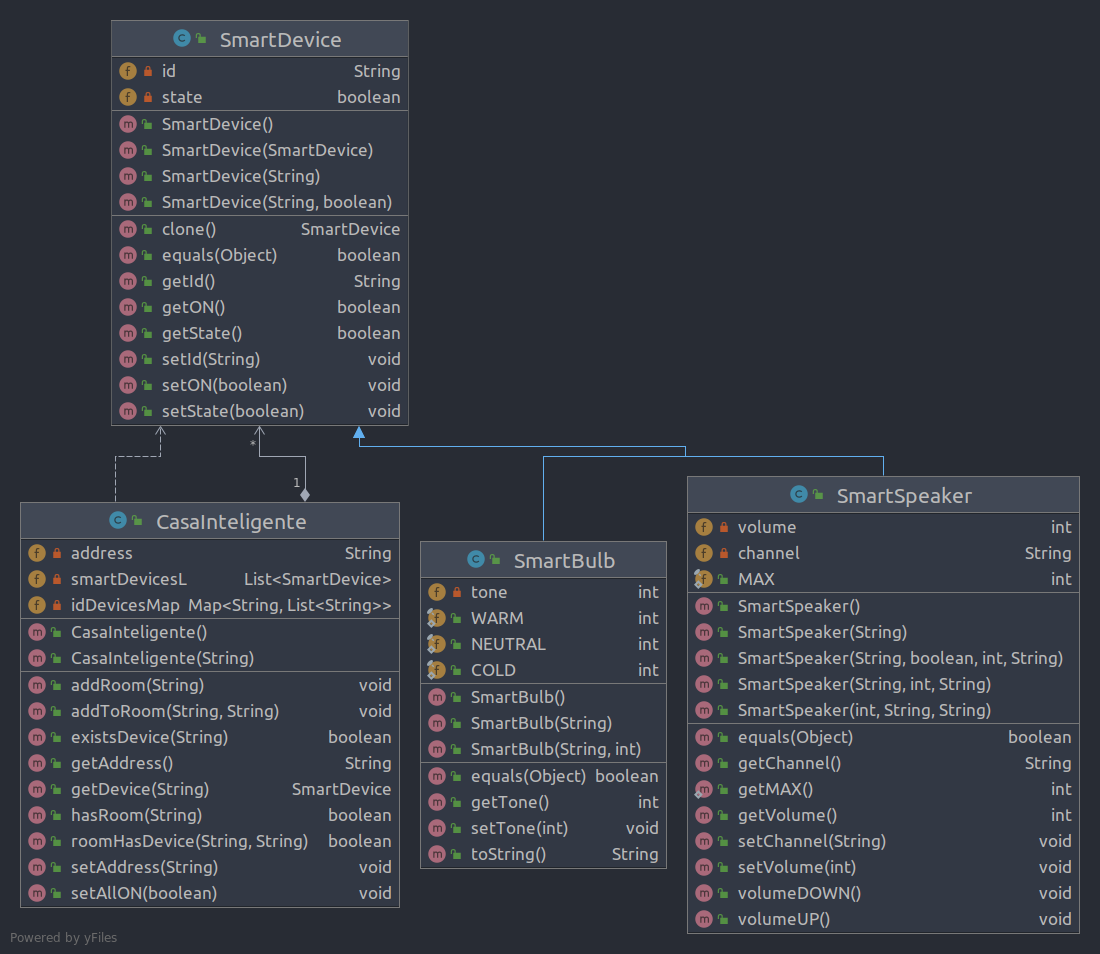 SmartDevice
id String
state boolean
SmartDevice()
SmartDevice(SmartDevice)
SmartDevice(String)
SmartDevice(String, boolean)
clone() SmartDevice
equals(Object) boolean
getId() String
getON() boolean
getState() boolean
setId(String) void
setON(boolean) void
setState(boolean) void
*
1
CasaInteligente
address String
smartDevicesL List<SmartDevice>
idDevicesMap Map<String, List<String>>
CasaInteligente()
CasaInteligente(String)
addRoom(String) void
addToRoom(String, String) void
existsDevice(String) boolean
getAddress() String
getDevice(String) SmartDevice
hasRoom(String) boolean
roomHasDevice(String, String) boolean
setAddress(String) void
setAllON(boolean) void
SmartBulb
tone int
WARM int
NEUTRAL int
COLD int
SmartBulb()
SmartBulb(String)
SmartBulb(String, int)
equals(Object) boolean
getTone() int
setTone(int) void
toString() String
SmartSpeaker
volume int
channel String
MAX int
SmartSpeaker()
SmartSpeaker(String)
SmartSpeaker(String, boolean, int, String)
SmartSpeaker(String, int, String)
SmartSpeaker(int, String, String)
equals(Object) boolean
getChannel() String
getMAX() int
getVolume() int
setChannel(String) void
setVolume(int) void
volumeDOWN() void
volumeUP() void
Powered by yFiles